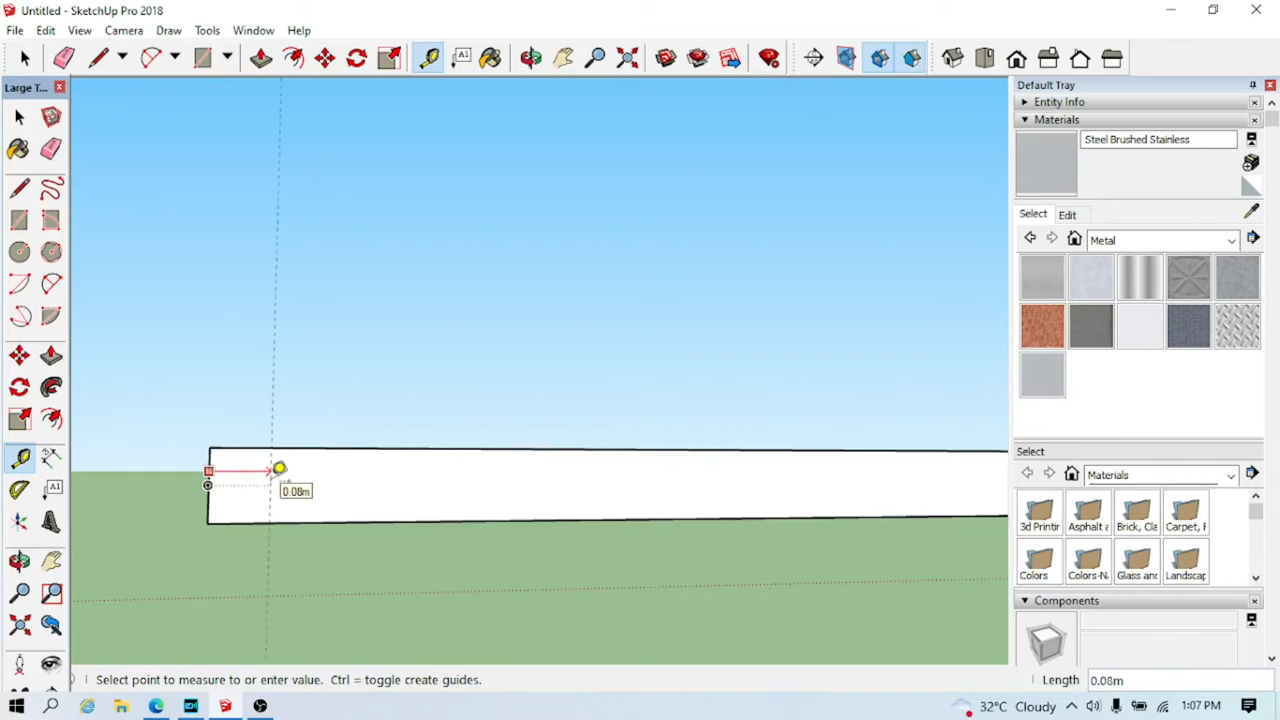 Untitled - SketchUp Pro 2018
File Edit View Camera Draw Tools Window Help
A1
Large T...
Default Tray
Entity Info
Materials
Steel Brushed Stainless
Select Edit
Metal
A1
0.08m
Select
Materials
3d Printir Asphalt a Brick, Cla Carpet, F
Colors Colors-N Glass and Landscap
Components
Select point to measure to or enter value. Ctrl = toggle create guides.
Length 0.08m
32°C Cloudy 1:07 PM